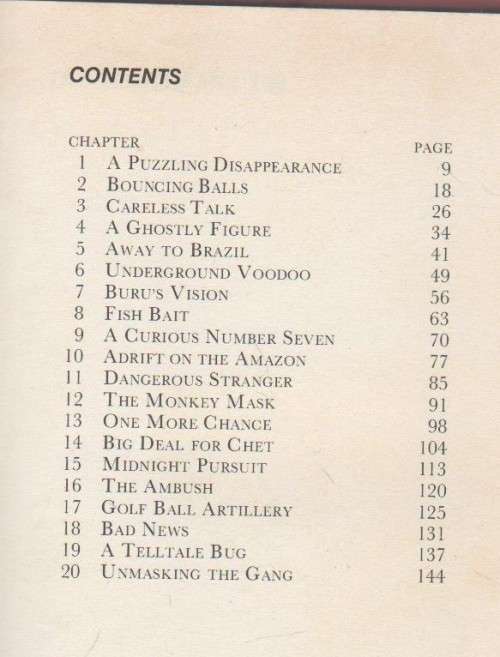 CONTENTS
CHAPTER PAGE
1 A PUZZLING DISAPPEARANCE 9
2 BOUNCING BALLS 18
3 CARELESS TALK 26
4 A GHOSTLY FIGURE 34
5 AWAY TO BRAZIL 41
6 UNDERGROUND VOODOO 49
7 BURU'S VISION 56
8 FISH BAIT 63
9 A CURIOUS NUMBER SEVEN 70
10 ADRIFT ON THE AMAZON 77
11 DANGEROUS STRANGER 85
12 THE MONKEY MASK 91
13 ONE MORE CHANCE 98
14 BIG DEAL FOR CHET 104
15 MIDNIGHT PURSUIT 113
16 THE AMBUSH 120
17 GOLF BALL ARTILLERY 125
18 BAD NEWS 131
19 A TELLTALE BUG 137
20 UNMASKING THE GANG 144